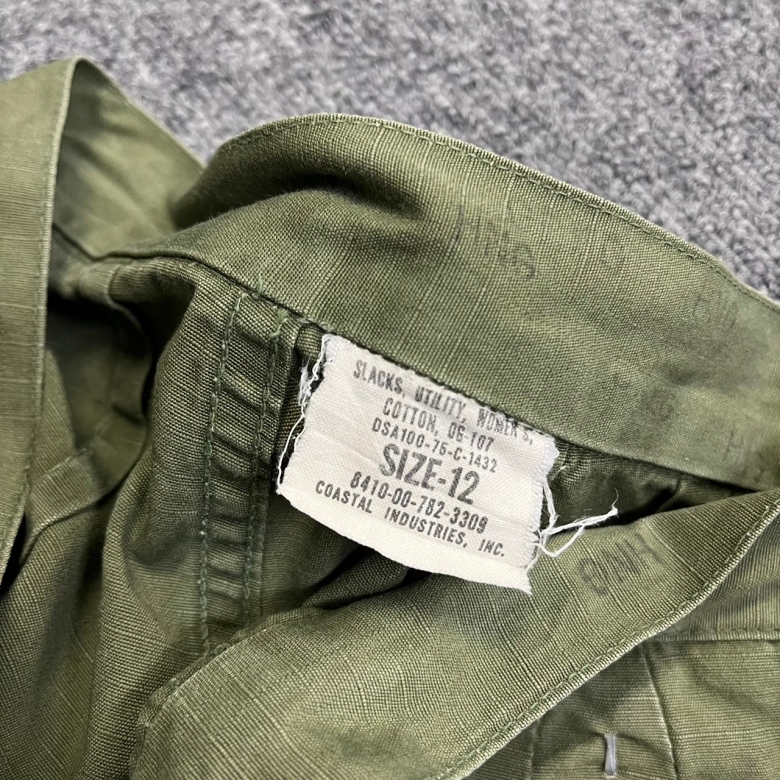 SLACKS, UTILITY, WOMEN'S,
COTTON, OG-107
DSA100-75-C-1432
SIZE-12
8410-00-782-3309
COASTAL INDUSTRIES, INC.